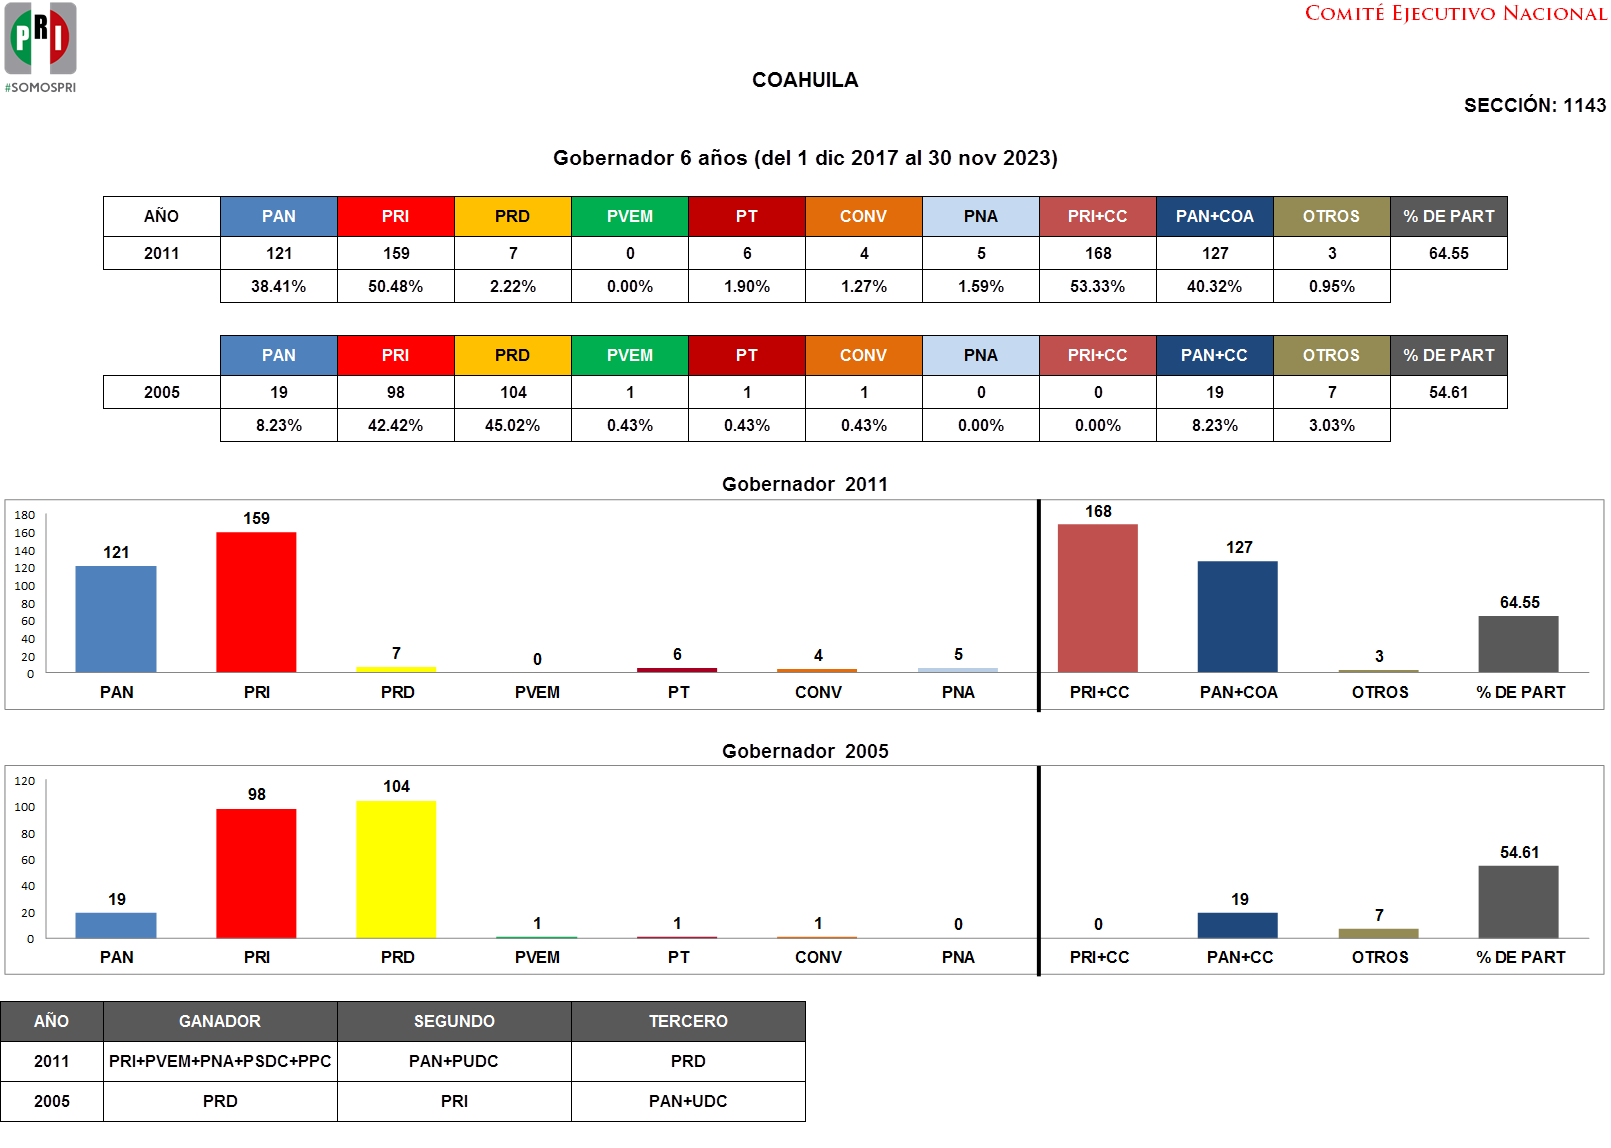 PRI
#SOMOSPRI
COMITÉ EJECUTIVO NACIONAL
COAHUILA
SECCIÓN: 1143
Gobernador 6 años (del 1 dic 2017 al 30 nov 2023)
AÑO PAN PRI PRD PVEM PT CONV PNA PRI+CC PAN+COA OTROS % DE PART
2011 121 159 7 0 6 4 5 168 127 3 64.55
38.41% 50.48% 2.22% 0.00% 1.90% 1.27% 1.59% 53.33% 40.32% 0.95%
PAN PRI PRD PVEM PT CONV PNA PRI+CC PAN+CC OTROS % DE PART
2005 19 98 104 1 1 1 0 0 19 7 54.61
8.23% 42.42% 45.02% 0.43% 0.43% 0.43% 0.00% 0.00% 8.23% 3.03%
Gobernador 2011
180
160
140
120
100
80
60
40
20
0
121 159 7 0 6 4 5 168 127 3 64.55
PAN PRI PRD PVEM PT CONV PNA PRI+CC PAN+COA OTROS % DE PART
Gobernador 2005
120
100
80
60
40
20
0
19 98 104 1 1 1 0 0 19 7 54.61
PAN PRI PRD PVEM PT CONV PNA PRI+CC PAN+CC OTROS % DE PART
AÑO GANADOR SEGUNDO TERCERO
2011 PRI+PVEM+PNA+PSDC+PPC PAN+PUDC PRD
2005 PRD PRI PAN+UDC